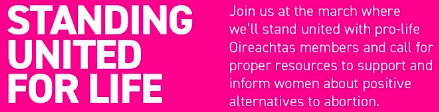 STANDING
UNITED
FOR LIFE
Join us at the march where
we'll stand united with pro-life
Oireachtas members and call for
proper resources to support and
inform women about positive
alternatives to abortion.